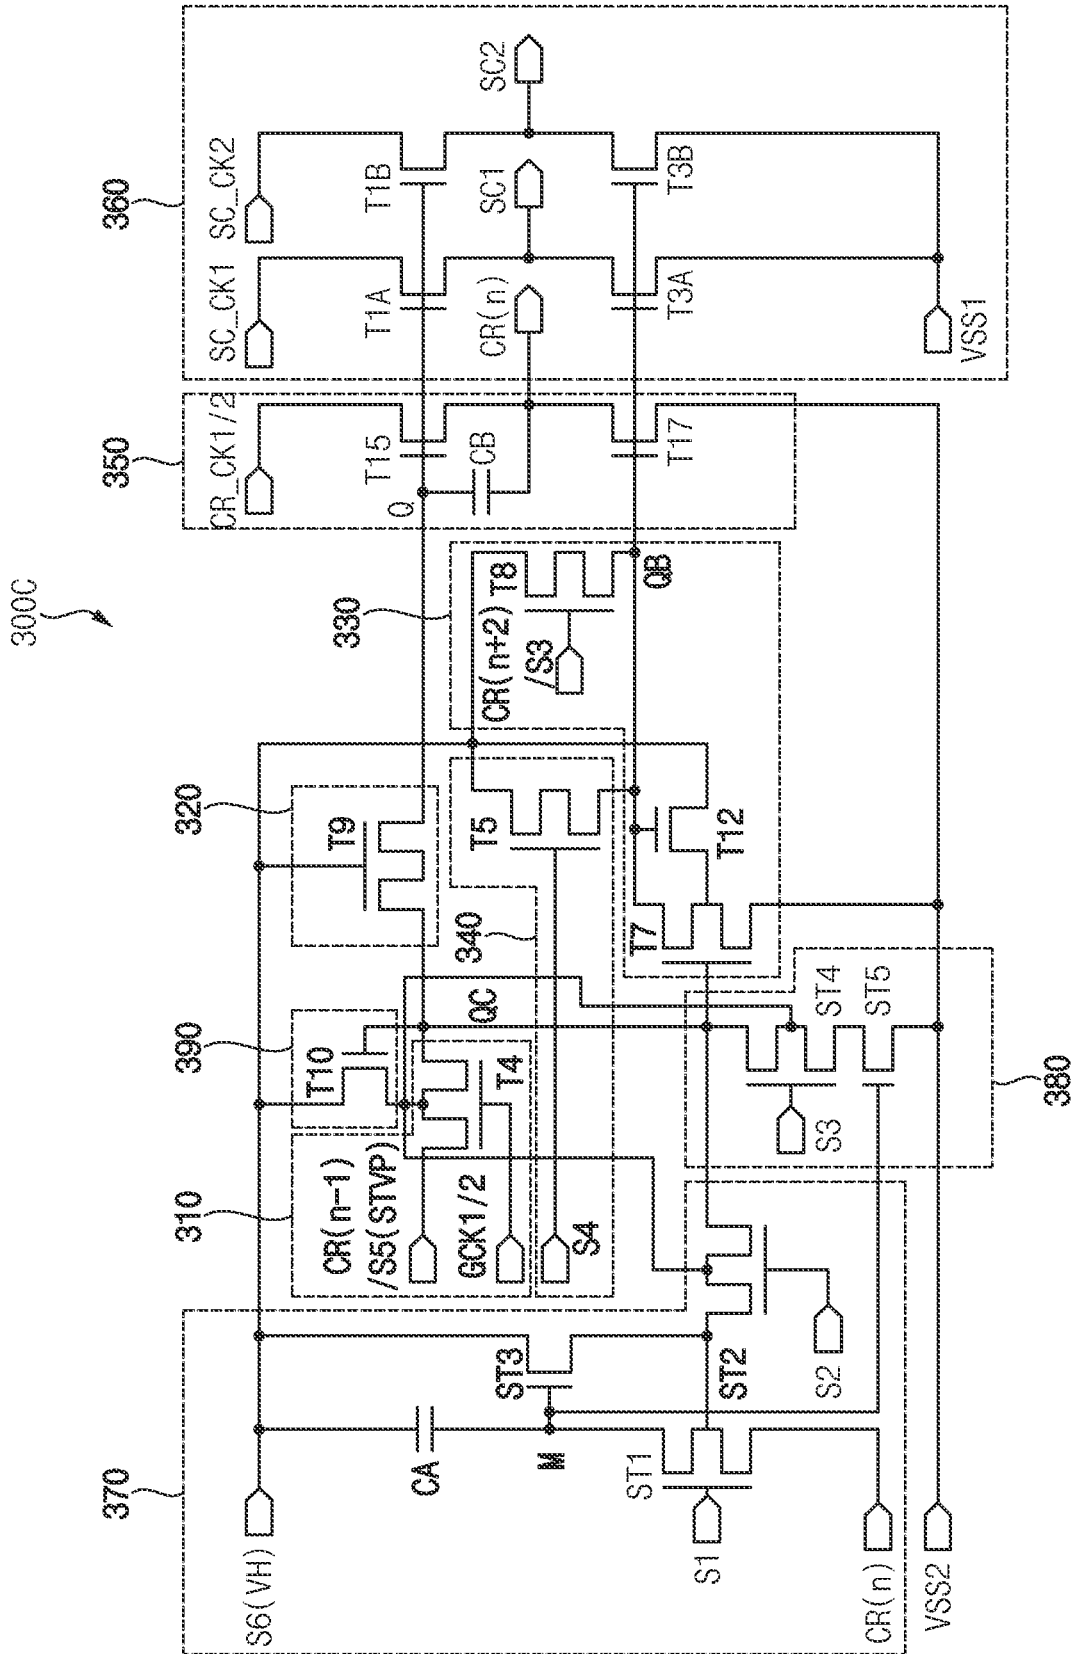 300C
370
310
390
320
330
350
360
380
340
S6(VH)
CA
M
ST3
ST1
S1
CR(n)
VSS2
ST2
S2
CR(n-1)
/S5(STVP)
GCK1/2
S4
T10
T4
QC
T9
T5
S3
ST4
ST5
T7
T12
CR(n+2)
/S3
T8
QB
Q
CR_CK1/2
T15
CB
T17
SC_CK1
T1A
CR(n)
T3A
SC_CK2
T1B
SC1
T3B
SC2
VSS1